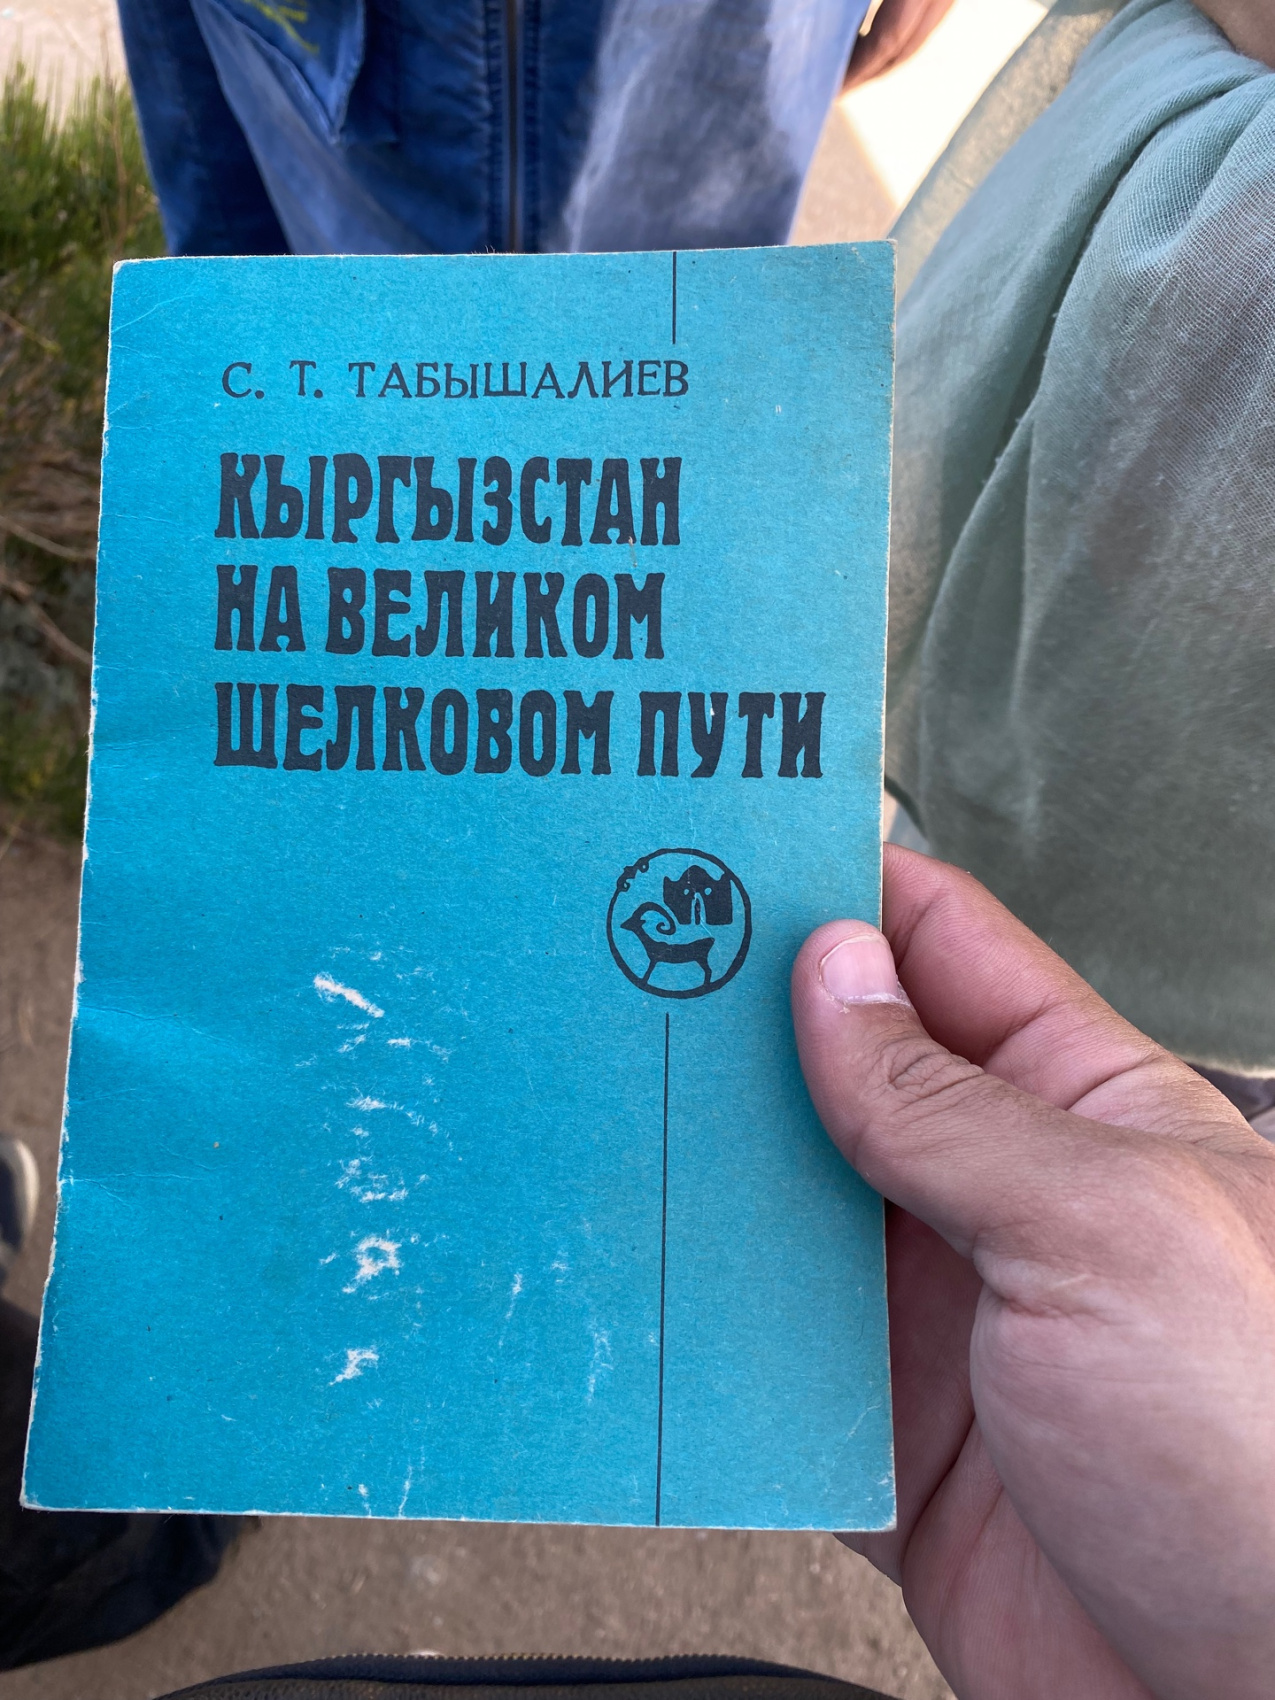 С. Т. ТАБЫШАЛИЕВ
КЫРГЫЗСТАН
НА ВЕЛИКОМ
ШЕЛКОВОМ ПУТИ